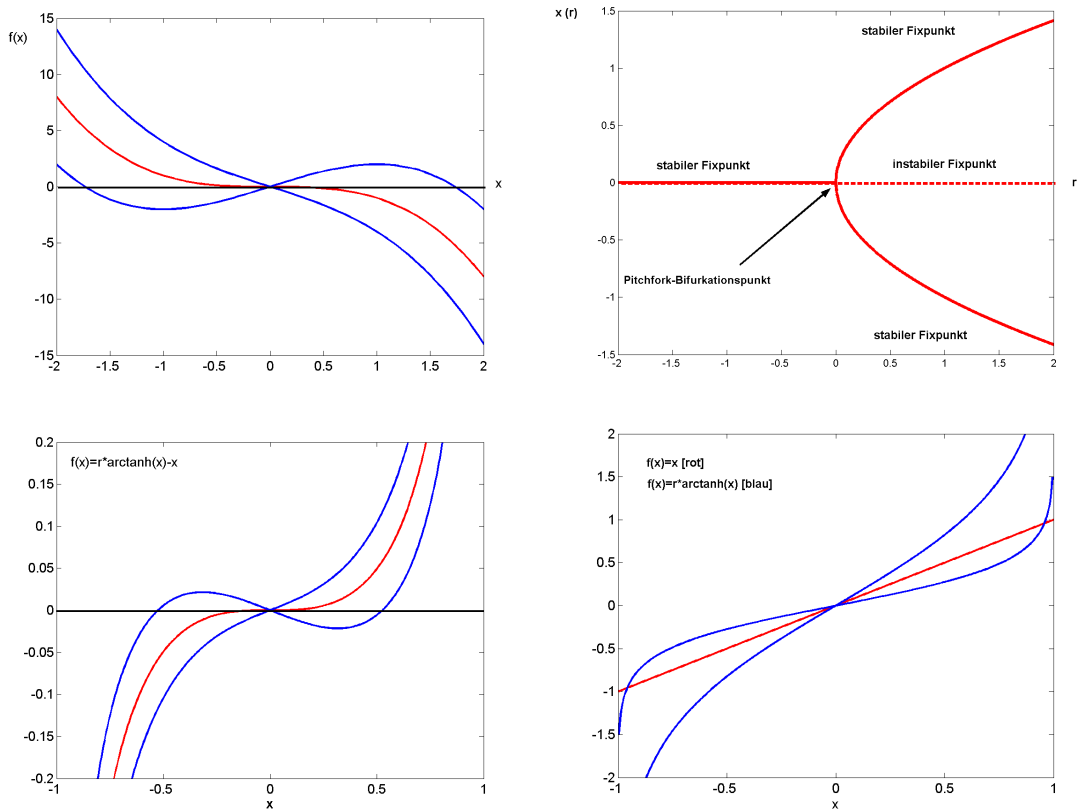 f(x)
15
10
5
0
-5
-10
-15
-2 -1.5 -1 -0.5 0 0.5 1 1.5 2
x
x (r)
1.5
1
0.5
0
-0.5
-1
-1.5
-2 -1.5 -1 -0.5 0 0.5 1 1.5 2
r
stabiler Fixpunkt
stabiler Fixpunkt
instabiler Fixpunkt
Pitchfork-Bifurkationspunkt
stabiler Fixpunkt
f(x)=r*arctanh(x)-x
0.2
0.15
0.1
0.05
0
-0.05
-0.1
-0.15
-0.2
-1 -0.5 0 0.5 1
x
f(x)=x [rot]
f(x)=r*arctanh(x) [blau]
2
1.5
1
0.5
0
-0.5
-1
-1.5
-2
-1 -0.5 0 0.5 1
x